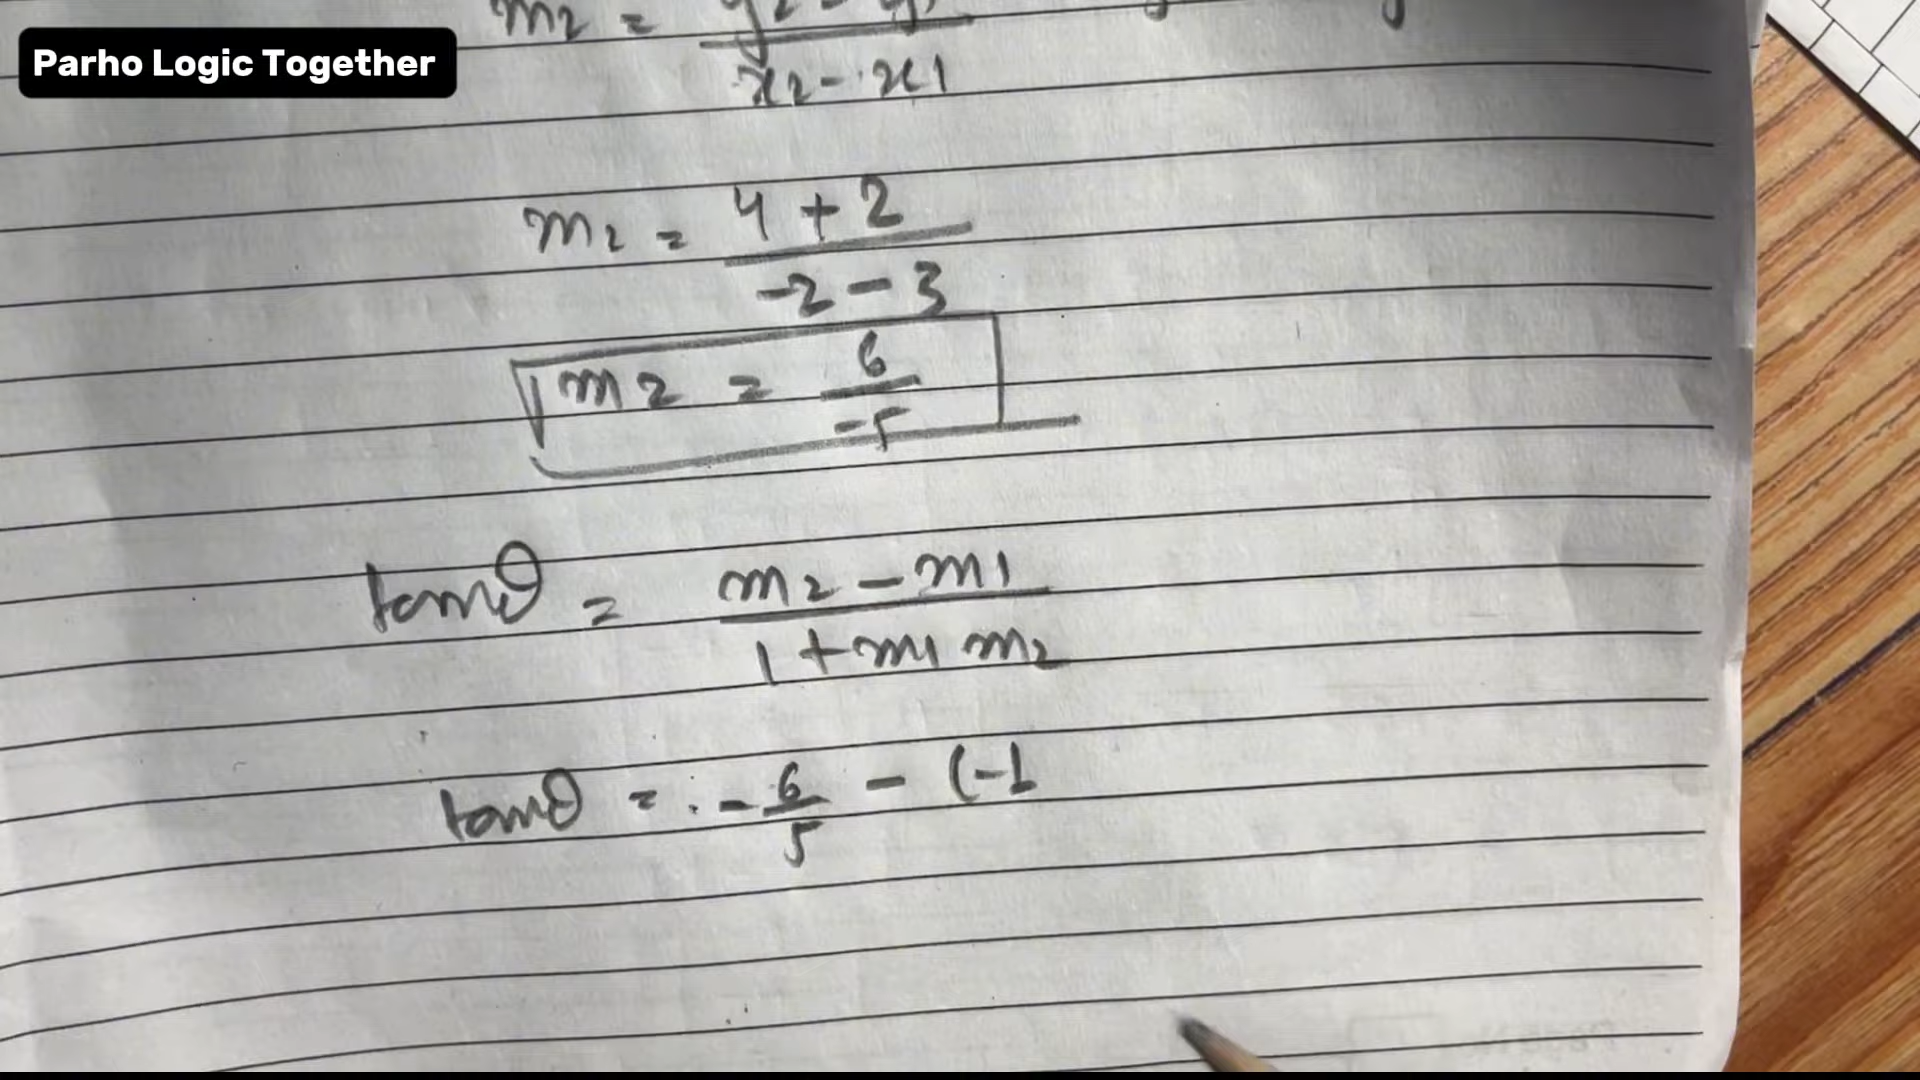 Parho Logic Together
m2 = y2 - y1 / x2 - x1
m2 = 4 + 2 / -2 - 3
m2 = 6 / -5
tanθ = m2 - m1 / 1 + m1 m2
tanθ = - 6/5 - (-1